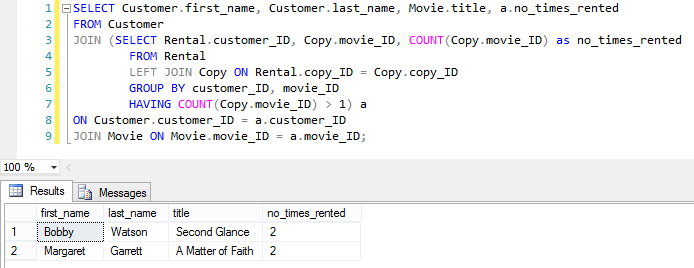 1 SELECT Customer.first_name, Customer.last_name, Movie.title, a.no_times_rented
2 FROM Customer
3 JOIN (SELECT Rental.customer_ID, Copy.movie_ID, COUNT(Copy.movie_ID) as no_times_rented
4 FROM Rental
5 LEFT JOIN Copy ON Rental.copy_ID = Copy.copy_ID
6 GROUP BY customer_ID, movie_ID
7 HAVING COUNT(Copy.movie_ID) > 1) a
8 ON Customer.customer_ID = a.customer_ID
9 JOIN Movie ON Movie.movie_ID = a.movie_ID;
100 %
Results Messages
first_name last_name title no_times_rented
1 Bobby Watson Second Glance 2
2 Margaret Garrett A Matter of Faith 2